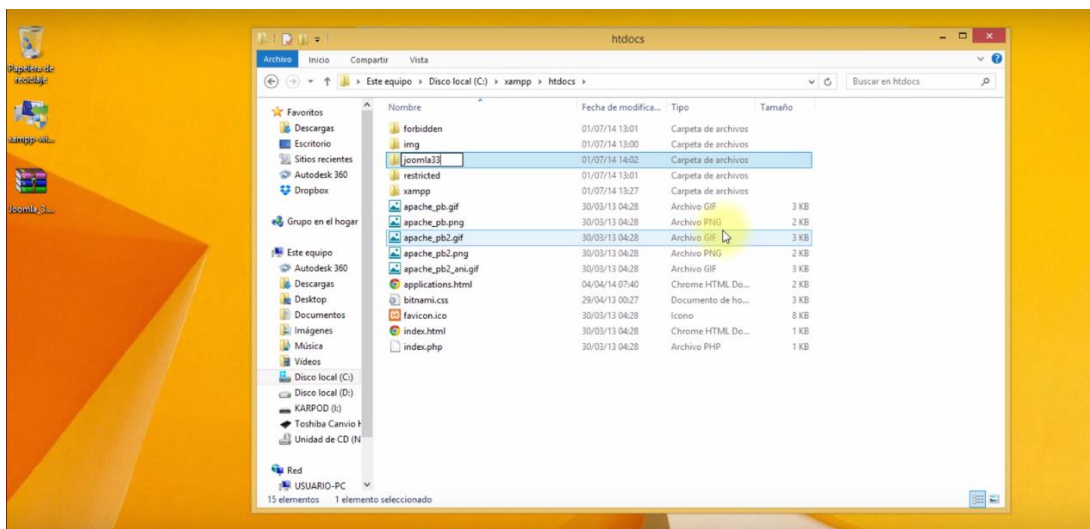 Papelera de
reciclaje
xampp-wi...
Joomla_3....
htdocs
Archivo Inicio Compartir Vista
Este equipo Disco local (C:) xampp htdocs Buscar en htdocs
Favoritos
Descargas
Escritorio
Sitios recientes
Autodesk 360
Dropbox
Grupo en el hogar
Este equipo
Autodesk 360
Descargas
Desktop
Documentos
Imágenes
Música
Vídeos
Disco local (C:)
Disco local (D:)
KARPOD (I:)
Toshiba Canvio H
Unidad de CD (N
Red
USUARIO-PC
Nombre Fecha de modifica... Tipo Tamaño
forbidden 01/07/14 13:01 Carpeta de archivos
img 01/07/14 13:00 Carpeta de archivos
joomla33 01/07/14 14:02 Carpeta de archivos
restricted 01/07/14 13:01 Carpeta de archivos
xampp 01/07/14 13:27 Carpeta de archivos
apache_pb.gif 30/03/13 04:28 Archivo GIF 3 KB
apache_pb.png 30/03/13 04:28 Archivo PNG 2 KB
apache_pb2.gif 30/03/13 04:28 Archivo GIF 3 KB
apache_pb2.png 30/03/13 04:28 Archivo PNG 2 KB
apache_pb2_ani.gif 30/03/13 04:28 Archivo GIF 3 KB
applications.html 04/04/14 07:40 Chrome HTML Do... 2 KB
bitnami.css 29/04/13 00:27 Documento de ho... 3 KB
favicon.ico 30/03/13 04:28 Icono 8 KB
index.html 30/03/13 04:28 Chrome HTML Do... 1 KB
index.php 30/03/13 04:28 Archivo PHP 1 KB
15 elementos 1 elemento seleccionado